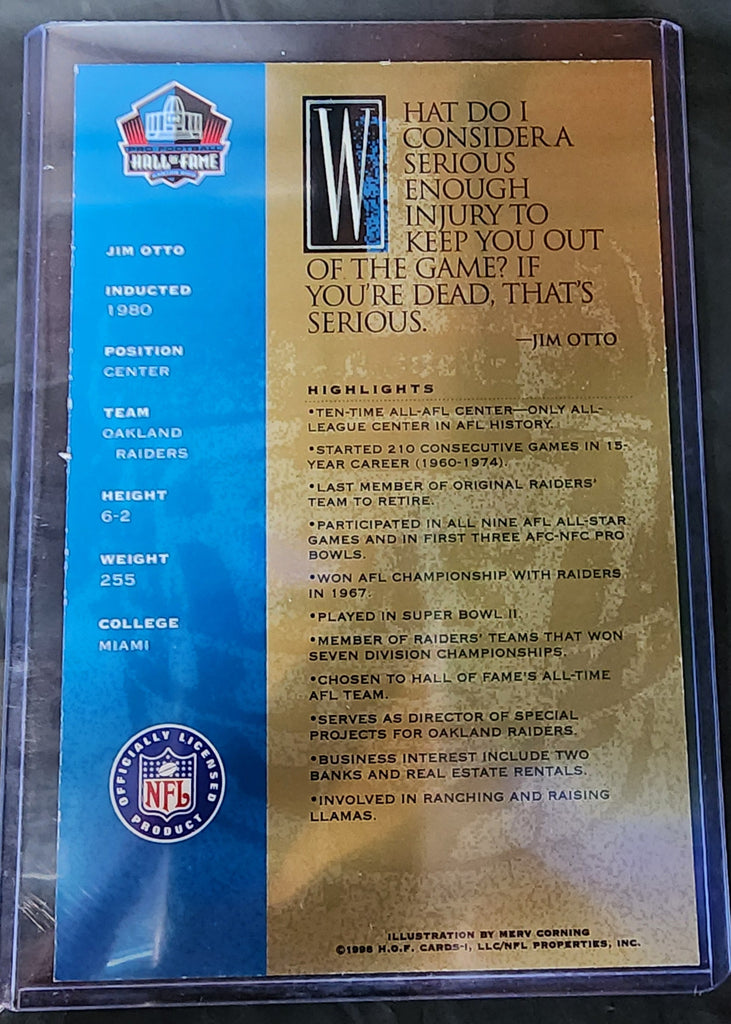 PRO FOOTBALL
HALL OF FAME
JIM OTTO
INDUCTED
1980
POSITION
CENTER
TEAM
OAKLAND
RAIDERS
HEIGHT
6-2
WEIGHT
255
COLLEGE
MIAMI
OFFICIALLY LICENSED
NFL
PRODUCT
WHAT DO I
CONSIDER A
SERIOUS
ENOUGH
INJURY TO
KEEP YOU OUT
OF THE GAME? IF
YOU'RE DEAD, THAT'S
SERIOUS.
—JIM OTTO
HIGHLIGHTS
•TEN-TIME ALL-AFL CENTER—ONLY ALL-
LEAGUE CENTER IN AFL HISTORY.
•STARTED 210 CONSECUTIVE GAMES IN 15-
YEAR CAREER (1960-1974).
•LAST MEMBER OF ORIGINAL RAIDERS'
TEAM TO RETIRE.
•PARTICIPATED IN ALL NINE AFL ALL-STAR
GAMES AND IN FIRST THREE AFC-NFC PRO
BOWLS.
•WON AFL CHAMPIONSHIP WITH RAIDERS
IN 1967.
•PLAYED IN SUPER BOWL II.
•MEMBER OF RAIDERS' TEAMS THAT WON
SEVEN DIVISION CHAMPIONSHIPS.
•CHOSEN TO HALL OF FAME'S ALL-TIME
AFL TEAM.
•SERVES AS DIRECTOR OF SPECIAL
PROJECTS FOR OAKLAND RAIDERS.
•BUSINESS INTEREST INCLUDE TWO
BANKS AND REAL ESTATE RENTALS.
•INVOLVED IN RANCHING AND RAISING
LLAMAS.
ILLUSTRATION BY MERV CORNING
©1998 H.O.F. CARDS-I, LLC/NFL PROPERTIES, INC.